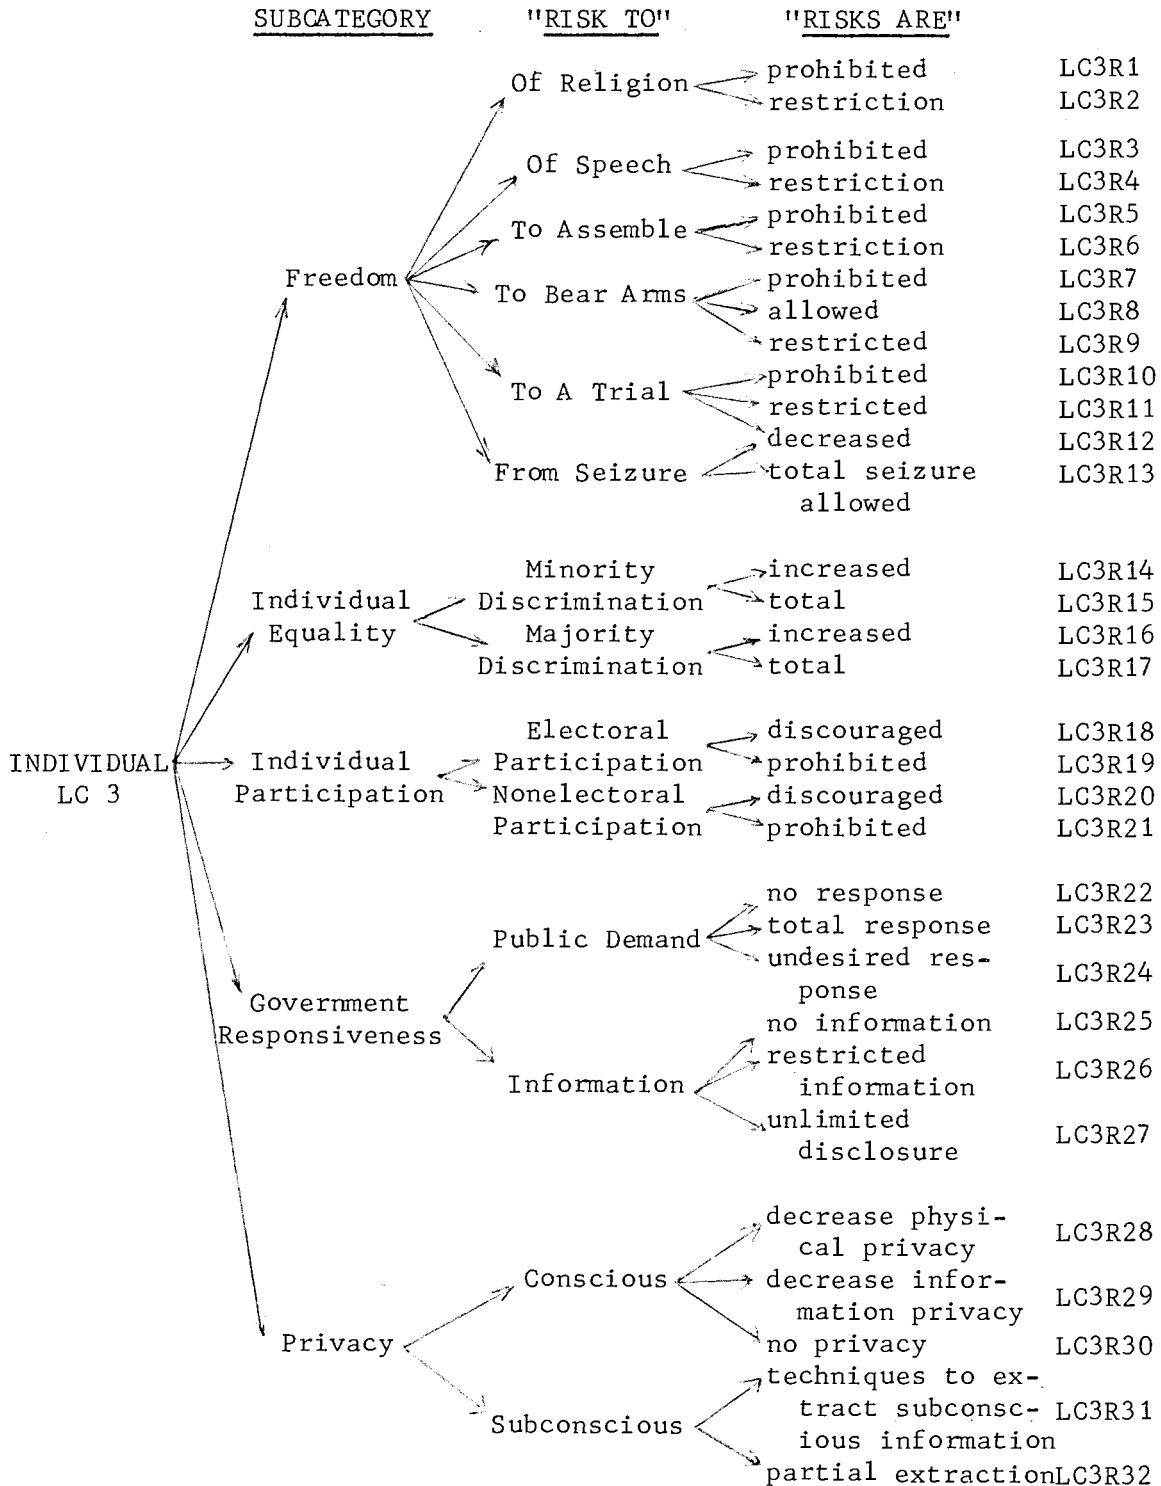 SUBCATEGORY "RISK TO" "RISKS ARE"
Of Religion prohibited LC3R1
restriction LC3R2
Of Speech prohibited LC3R3
restriction LC3R4
To Assemble prohibited LC3R5
restriction LC3R6
Freedom To Bear Arms prohibited LC3R7
allowed LC3R8
restricted LC3R9
To A Trial prohibited LC3R10
restricted LC3R11
decreased LC3R12
From Seizure total seizure LC3R13
allowed
Minority increased LC3R14
Individual Discrimination total LC3R15
Equality Majority increased LC3R16
Discrimination total LC3R17
Electoral discouraged LC3R18
INDIVIDUAL Individual Participation prohibited LC3R19
LC 3 Participation Nonelectoral discouraged LC3R20
Participation prohibited LC3R21
no response LC3R22
Public Demand total response LC3R23
undesired res- LC3R24
ponse
Government no information LC3R25
Responsiveness restricted LC3R26
Information information
unlimited LC3R27
disclosure
decrease physi- LC3R28
cal privacy
Conscious decrease infor- LC3R29
mation privacy
Privacy no privacy LC3R30
techniques to ex-
Subconscious tract subconsc- LC3R31
ious information
partial extraction LC3R32